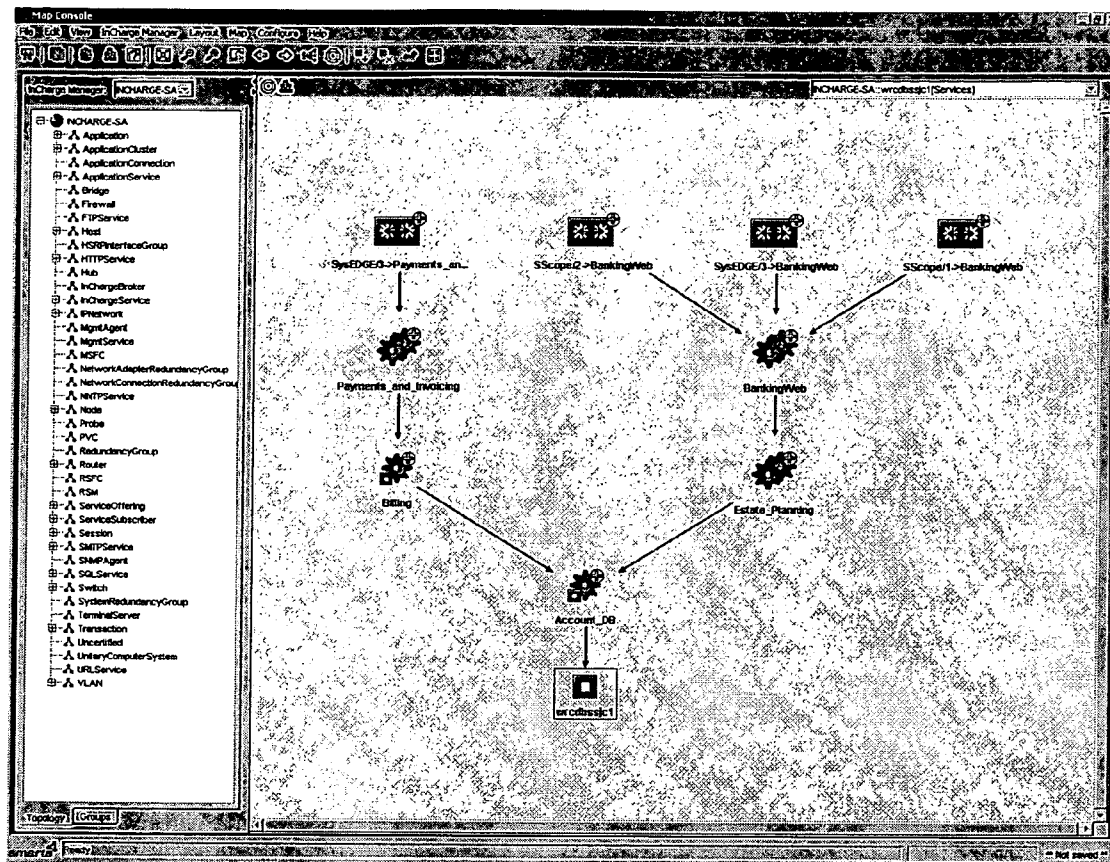 Map Console
File Edit View InCharge Manager Layout Map Configure Help
InCharge Manager: INCHARGE-SA
INCHARGE-SA::wrcdbssjc1[Services]
INCHARGE-SA
Application
ApplicationCluster
ApplicationConnection
ApplicationService
Bridge
Firewall
FTPService
Host
HSRPInterfaceGroup
HTTPService
Hub
InChargeBroker
InChargeService
IPNetwork
MgmtAgent
MgmtService
MSFC
NetworkAdapterRedundancyGroup
NetworkConnectionRedundancyGrou
NNTPService
Node
Probe
PVC
RedundancyGroup
Router
RSFC
RSM
ServiceOffering
ServiceSubscriber
Session
SMTPService
SNMPAgent
SQLService
Switch
SystemRedundancyGroup
TerminalServer
Transaction
Uncertified
UnitaryComputerSystem
URLService
VLAN
Topology Groups
SysEDGE/3->Payments_an...
SScope/2->BankingWeb
SysEDGE/3->BankingWeb
SScope/1->BankingWeb
Payments_and_Invoicing
BankingWeb
Billing
Estate_Planning
Account_DB
wrcdbssjc1
smarts Ready
Not saved